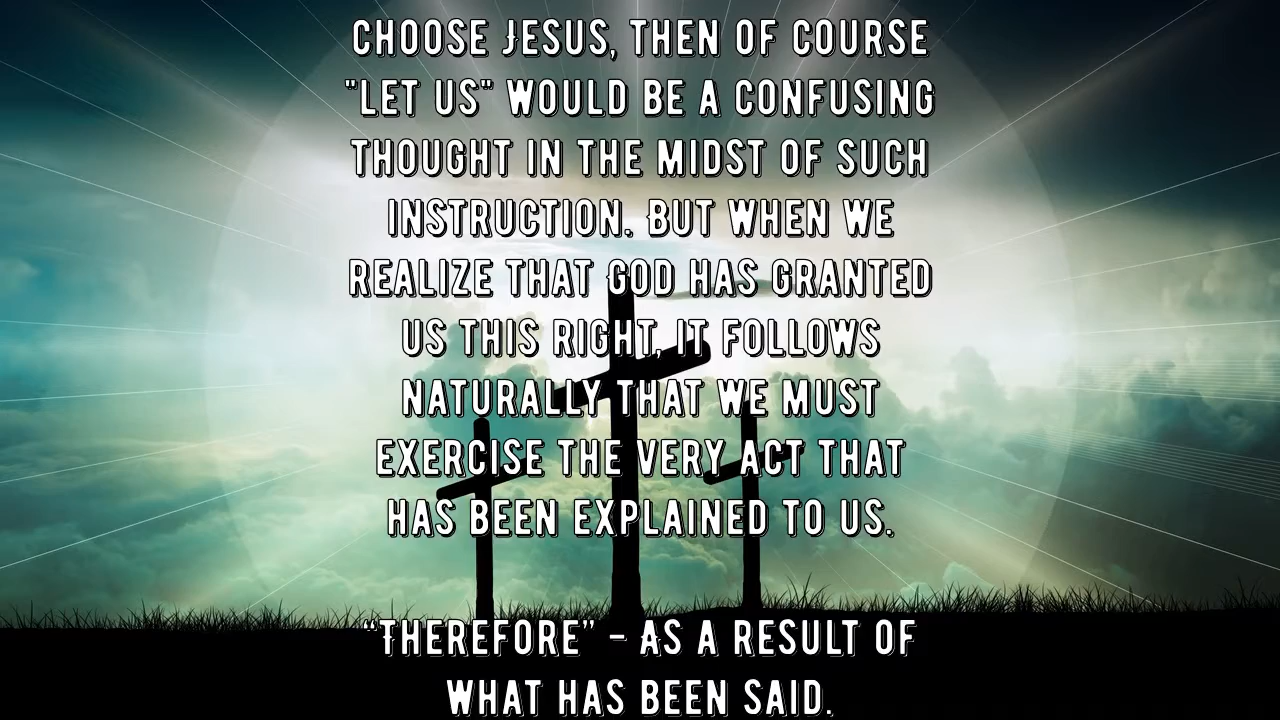 CHOOSE JESUS, THEN OF COURSE
"LET US" WOULD BE A CONFUSING
THOUGHT IN THE MIDST OF SUCH
INSTRUCTION. BUT WHEN WE
REALIZE THAT GOD HAS GRANTED
US THIS RIGHT, IT FOLLOWS
NATURALLY THAT WE MUST
EXERCISE THE VERY ACT THAT
HAS BEEN EXPLAINED TO US.
“THEREFORE” – AS A RESULT OF
WHAT HAS BEEN SAID.